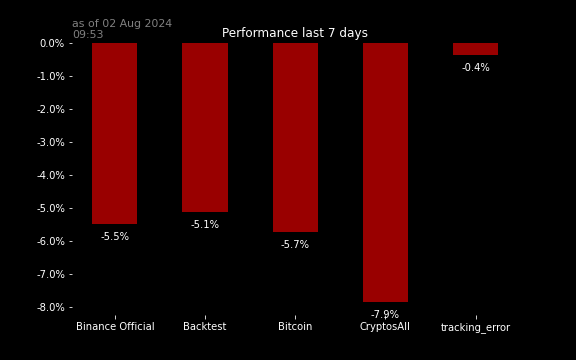 as of 02 Aug 2024
09:53
Performance last 7 days
0.0%
-1.0%
-2.0%
-3.0%
-4.0%
-5.0%
-6.0%
-7.0%
-8.0%
-5.5%
-5.1%
-5.7%
-7.9%
-0.4%
Binance Official
Backtest
Bitcoin
CryptosAll
tracking_error